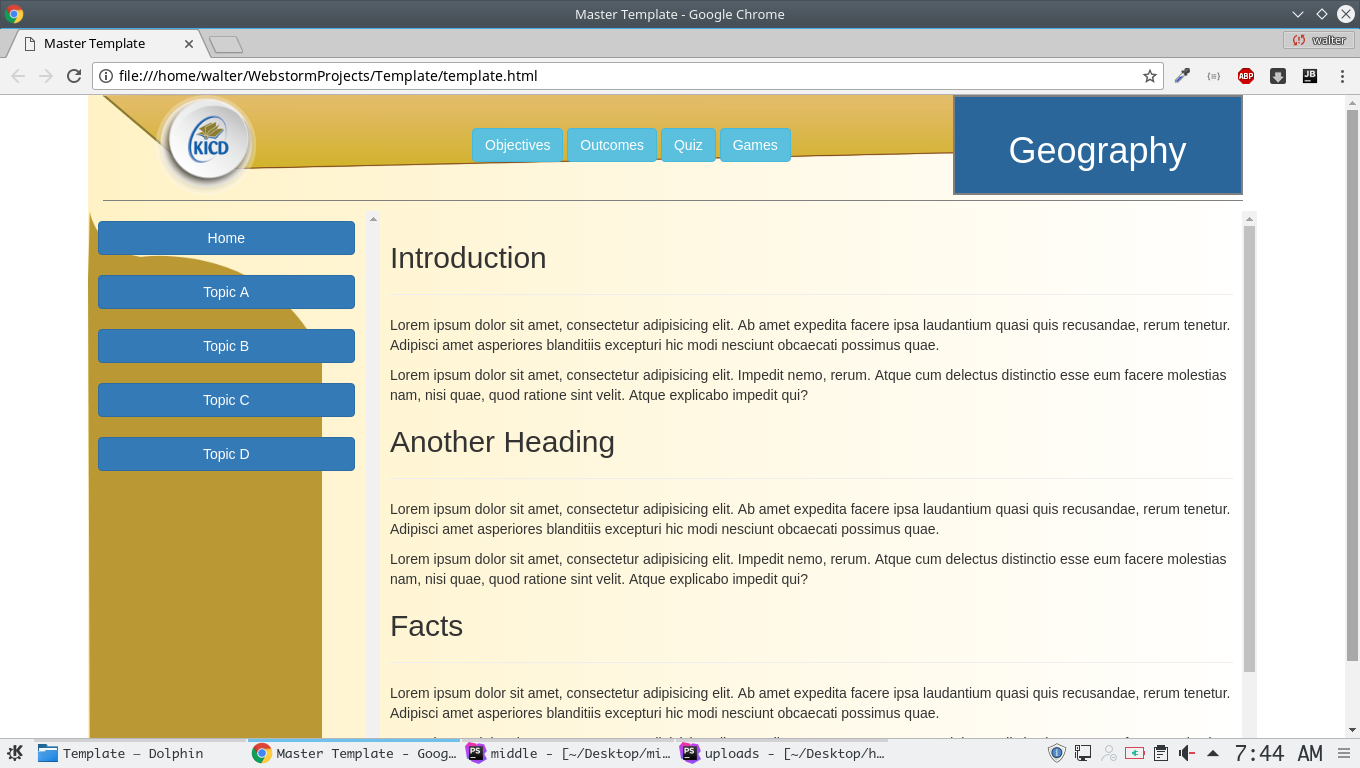 Master Template - Google Chrome
Master Template
walter
file:///home/walter/WebstormProjects/Template/template.html
{≡}
ABP
JB
KICD
Objectives
Outcomes
Quiz
Games
Geography
Home
Topic A
Topic B
Topic C
Topic D
Introduction
Lorem ipsum dolor sit amet, consectetur adipisicing elit. Ab amet expedita facere ipsa laudantium quasi quis recusandae, rerum tenetur.
Adipisci amet asperiores blanditiis excepturi hic modi nesciunt obcaecati possimus quae.
Lorem ipsum dolor sit amet, consectetur adipisicing elit. Impedit nemo, rerum. Atque cum delectus distinctio esse eum facere molestias
nam, nisi quae, quod ratione sint velit. Atque explicabo impedit qui?
Another Heading
Lorem ipsum dolor sit amet, consectetur adipisicing elit. Ab amet expedita facere ipsa laudantium quasi quis recusandae, rerum tenetur.
Adipisci amet asperiores blanditiis excepturi hic modi nesciunt obcaecati possimus quae.
Lorem ipsum dolor sit amet, consectetur adipisicing elit. Impedit nemo, rerum. Atque cum delectus distinctio esse eum facere molestias
nam, nisi quae, quod ratione sint velit. Atque explicabo impedit qui?
Facts
Lorem ipsum dolor sit amet, consectetur adipisicing elit. Ab amet expedita facere ipsa laudantium quasi quis recusandae, rerum tenetur.
Adipisci amet asperiores blanditiis excepturi hic modi nesciunt obcaecati possimus quae.
Template – Dolphin
Master Template - Goog…
PS
middle - [~/Desktop/mi…
PS
uploads - [~/Desktop/h…
7:44 AM